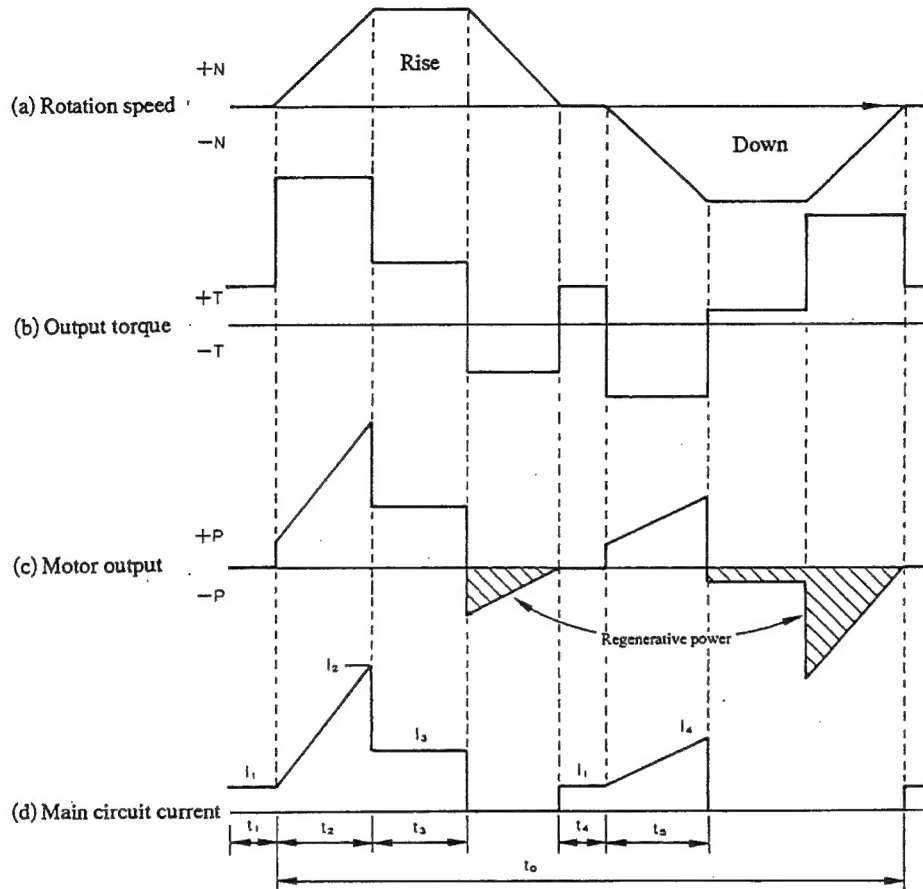 Rise
+N
(a) Rotation speed
−N
Down
+T
(b) Output torque
−T
+P
(c) Motor output
−P
Regenerative power
I₂
I₃
I₄
I₁
I₁
(d) Main circuit current
t₁
t₂
t₃
t₄
t₅
t₀